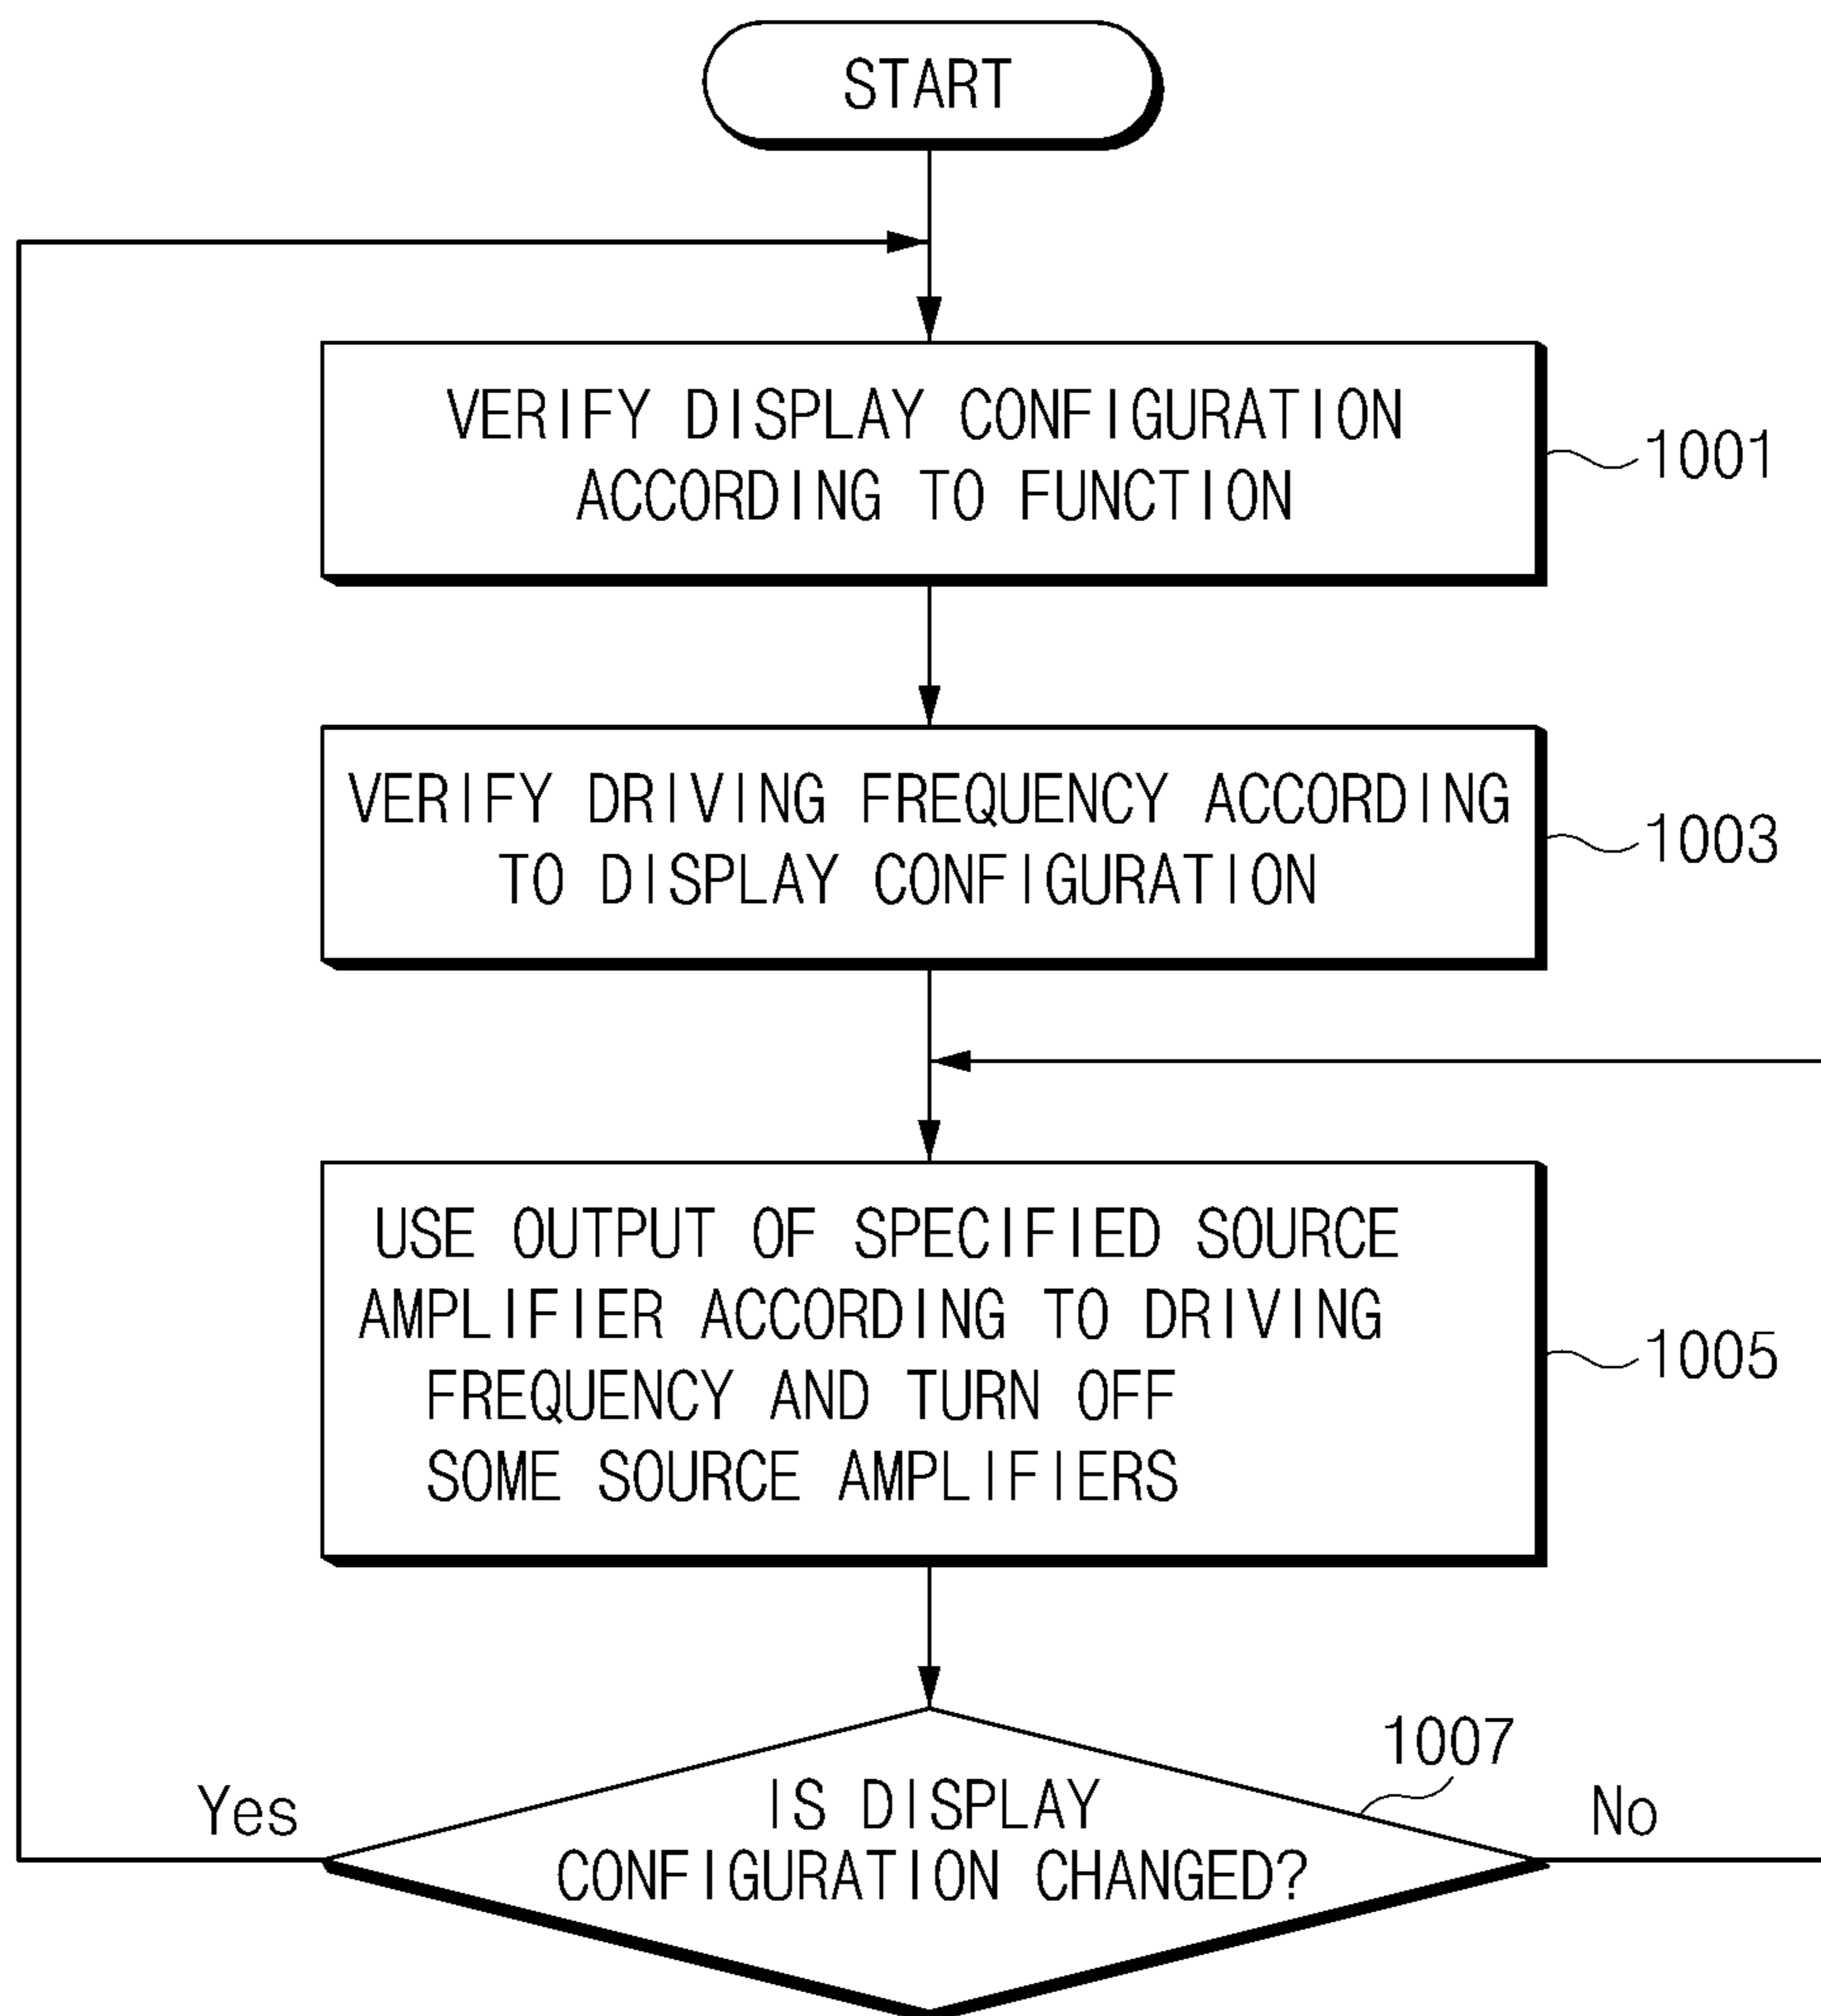 START
VERIFY DISPLAY CONFIGURATION
ACCORDING TO FUNCTION
1001
VERIFY DRIVING FREQUENCY ACCORDING
TO DISPLAY CONFIGURATION
1003
USE OUTPUT OF SPECIFIED SOURCE
AMPLIFIER ACCORDING TO DRIVING
FREQUENCY AND TURN OFF
SOME SOURCE AMPLIFIERS
1005
1007
IS DISPLAY
CONFIGURATION CHANGED?
Yes
No